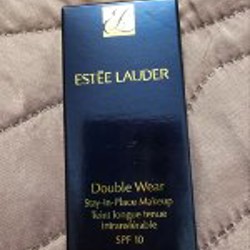 ESTĒE LAUDER
Double Wear
Stay-in-Place Makeup
Teint longue tenue
intransférable
SPF 10